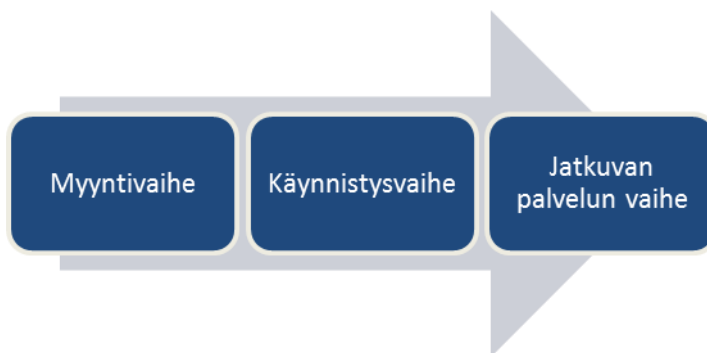 Myyntivaihe
Käynnistysvaihe
Jatkuvan
palvelun vaihe